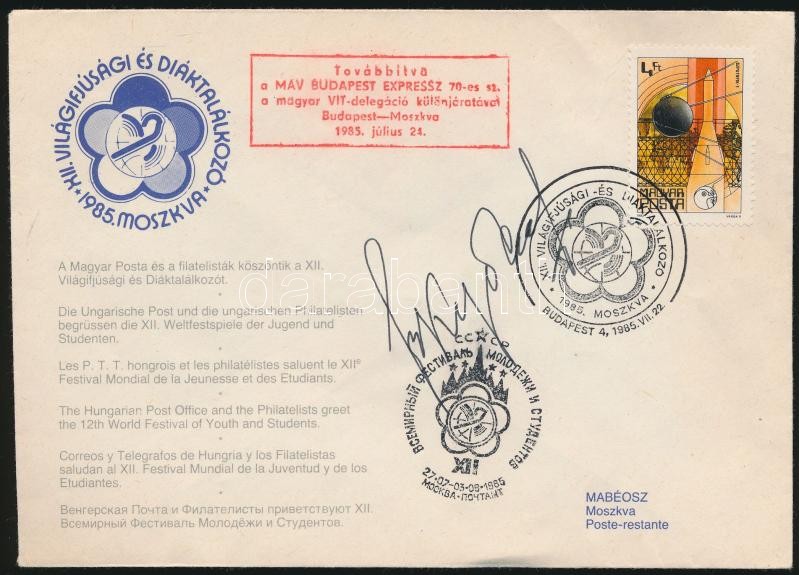 XII. VILÁGIFJÚSÁGI ÉS DIÁKTALÁLKOZÓ
1985. MOSZKVA
Továbbítva
a MÁV BUDAPEST EXPRESSZ 70-es sz.
a magyar VIT-delegáció különjáratával
Budapest—Moszkva
1985. július 24.
4Ft
MAGYAR
POSTA
XII. VILÁGIFJÚSÁGI -ÉS DIÁKTALÁLKOZÓ
1985. MOSZKVA
BUDAPEST 4, 1985.VII.22
A Magyar Posta és a filatelisták köszöntik a XII.
Világifjúsági és Diáktalálkozót.
Die Ungarische Post und die ungarischen Philatelisten
begrüssen die XII. Weltfestspiele der Jugend und
Studenten.
Les P. T. T. hongrois et les philatélistes saluent le XIIe
Festival Mondial de la Jeunesse et des Etudiants.
The Hungarian Post Office and the Philatelists greet
the 12th World Festival of Youth and Students.
Correos y Telegrafos de Hungria y los Filatelistas
saludan al XII. Festival Mundial de la Juventud y de los
Etudiantes.
Венгерская Почта и Филателисты приветствуют XII.
Всемирный Фестиваль Молодёжи и Студентов.
СССР
ВСЕМИРНЫЙ ФЕСТИВАЛЬ МОЛОДЕЖИ И СТУДЕНТОВ
XII
27-07-03-08-1985
МОСКВА-ПОЧТАМТ
MABÉOSZ
Moszkva
Poste-restante
darabanth